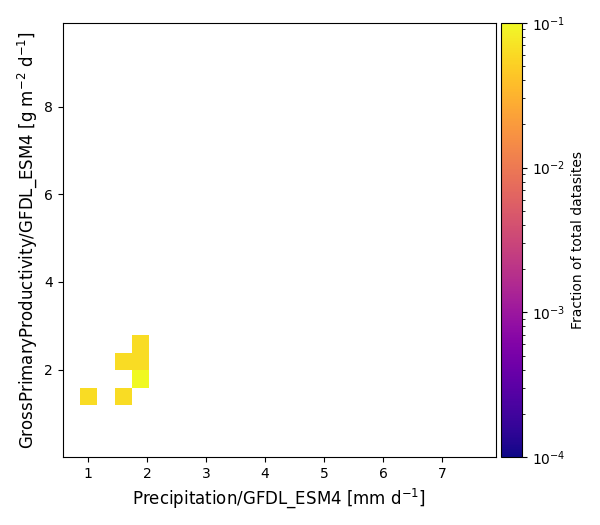 GrossPrimaryProductivity/GFDL_ESM4 [g m⁻² d⁻¹]
8
6
4
2
1 2 3 4 5 6 7
Precipitation/GFDL_ESM4 [mm d⁻¹]
10⁻¹
10⁻²
10⁻³
10⁻⁴
Fraction of total datasites